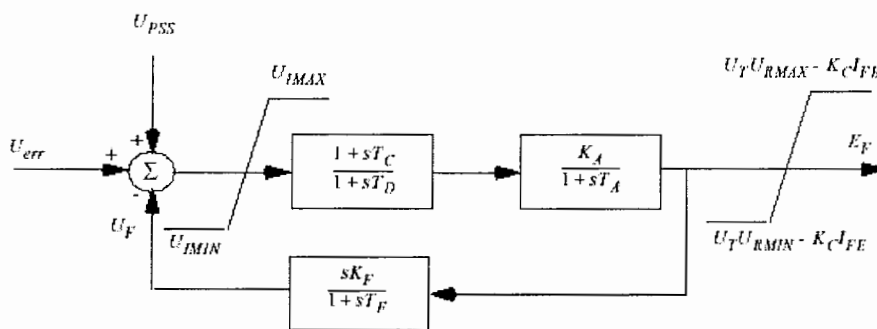 U_PSS
U_IMAX
U_T U_RMAX - K_C I_FE
U_err
+
+
Σ
-
1 + sT_C
1 + sT_D
K_A
1 + sT_A
E_F
U_F
U_IMIN
U_T U_RMIN - K_C I_FE
sK_F
1 + sT_F